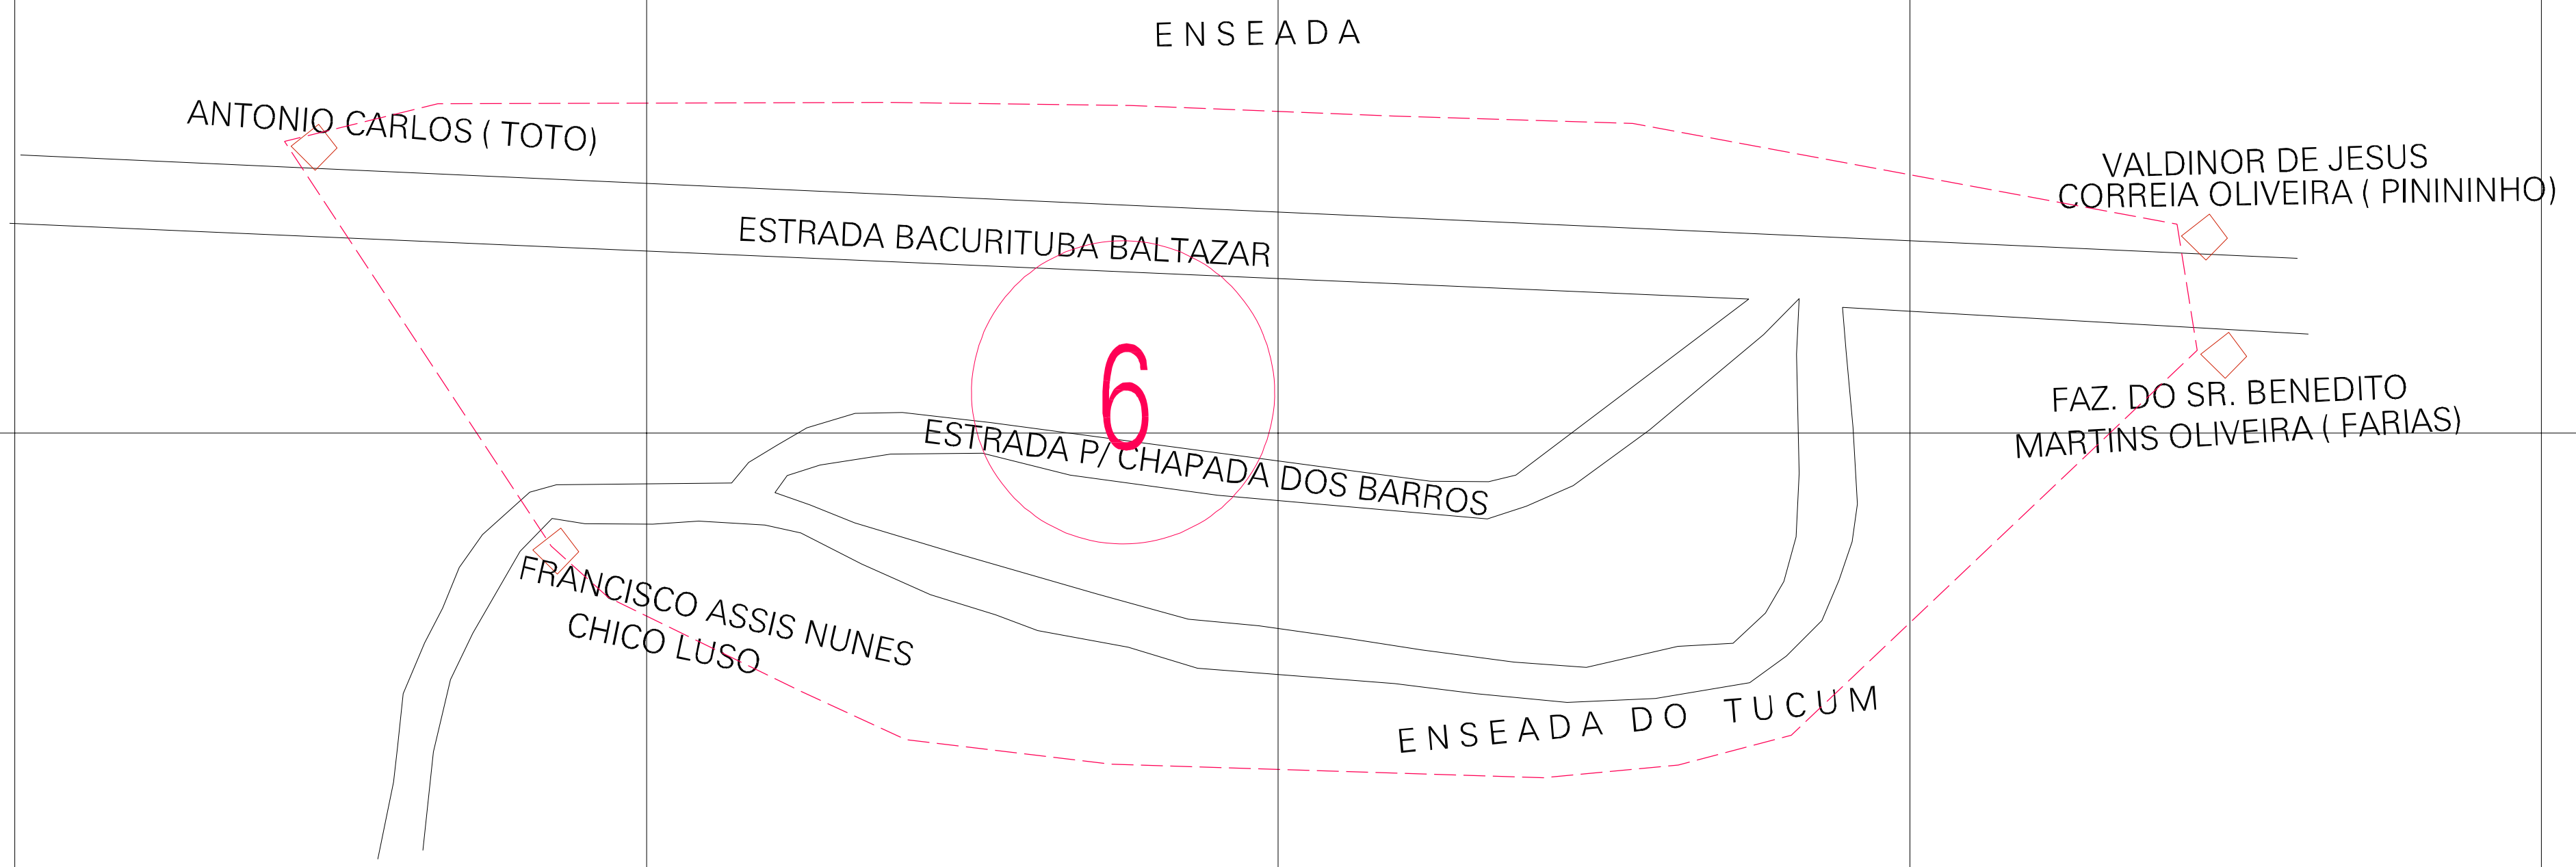 ENSEADA
ANTONIO CARLOS ( TOTO)
VALDINOR DE JESUS
CORREIA OLIVEIRA ( PINININHO)
ESTRADA BACURITUBA BALTAZAR
6
FAZ. DO SR. BENEDITO
MARTINS OLIVEIRA ( FARIAS)
ESTRADA P/ CHAPADA DOS BARROS
FRANCISCO ASSIS NUNES
CHICO LUSO
ENSEADA DO TUCUM